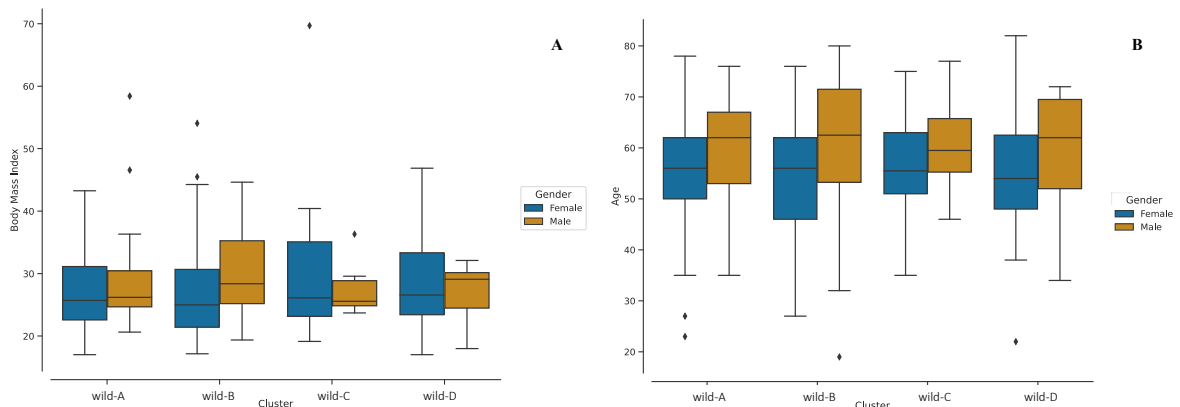 A
70
60
50
40
30
20
Body Mass Index
wild-A
wild-B
wild-C
wild-D
Cluster
Gender
Female
Male
B
80
70
60
50
40
30
20
Age
wild-A
wild-B
wild-C
wild-D
Cluster
Gender
Female
Male